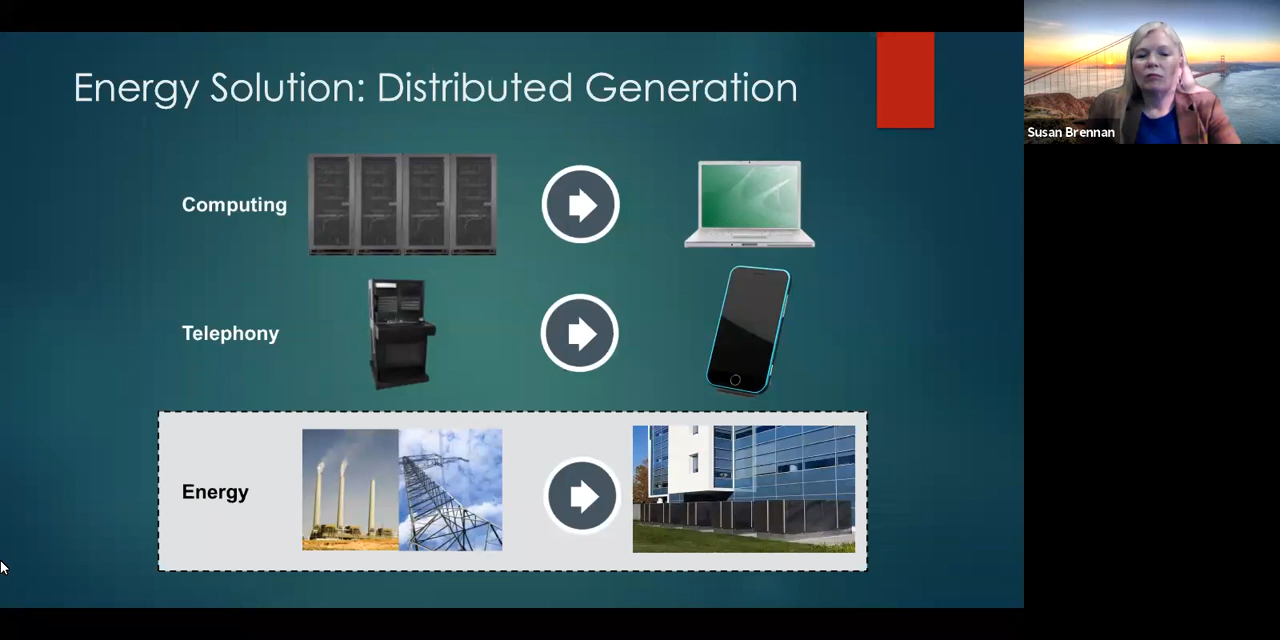 Energy Solution: Distributed Generation
Susan Brennan
Computing
Telephony
Energy